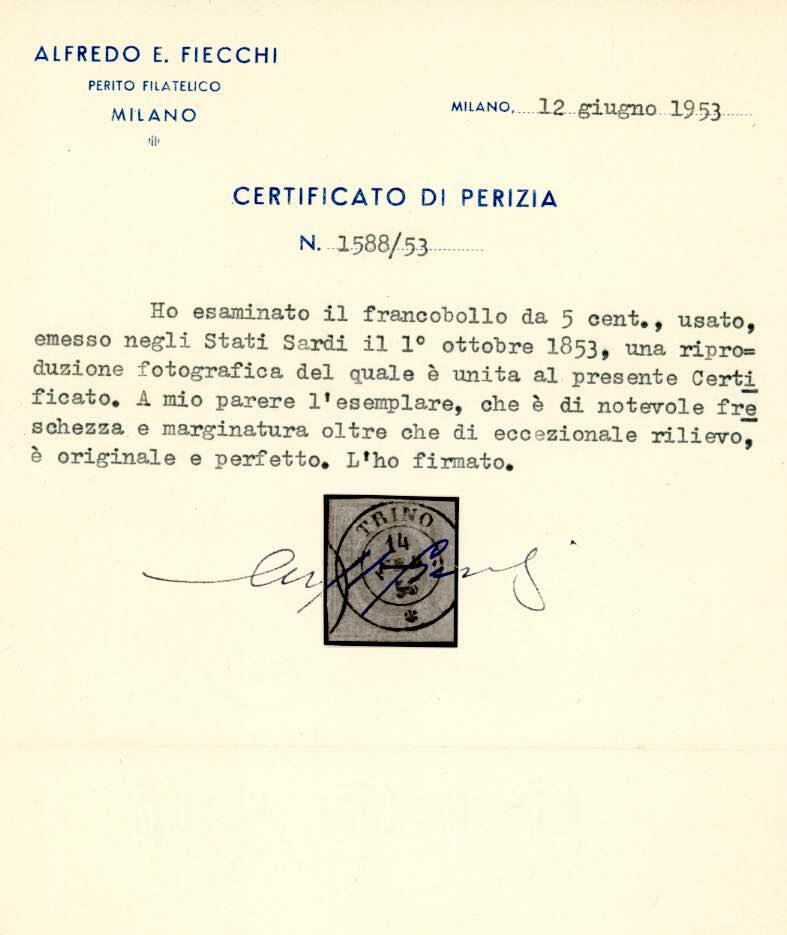 ALFREDO E. FIECCHI
PERITO FILATELICO
MILANO
MILANO, 12 giugno 1953
CERTIFICATO DI PERIZIA
N. 1588/53
Ho esaminato il francobollo da 5 cent., usato,
emesso negli Stati Sardi il 1° ottobre 1853, una ripro=
duzione fotografica del quale è unita al presente Certi
ficato. A mio parere l'esemplare, che è di notevole fre
schezza e marginatura oltre che di eccezionale rilievo,
è originale e perfetto. L'ho firmato.
TRINO
14